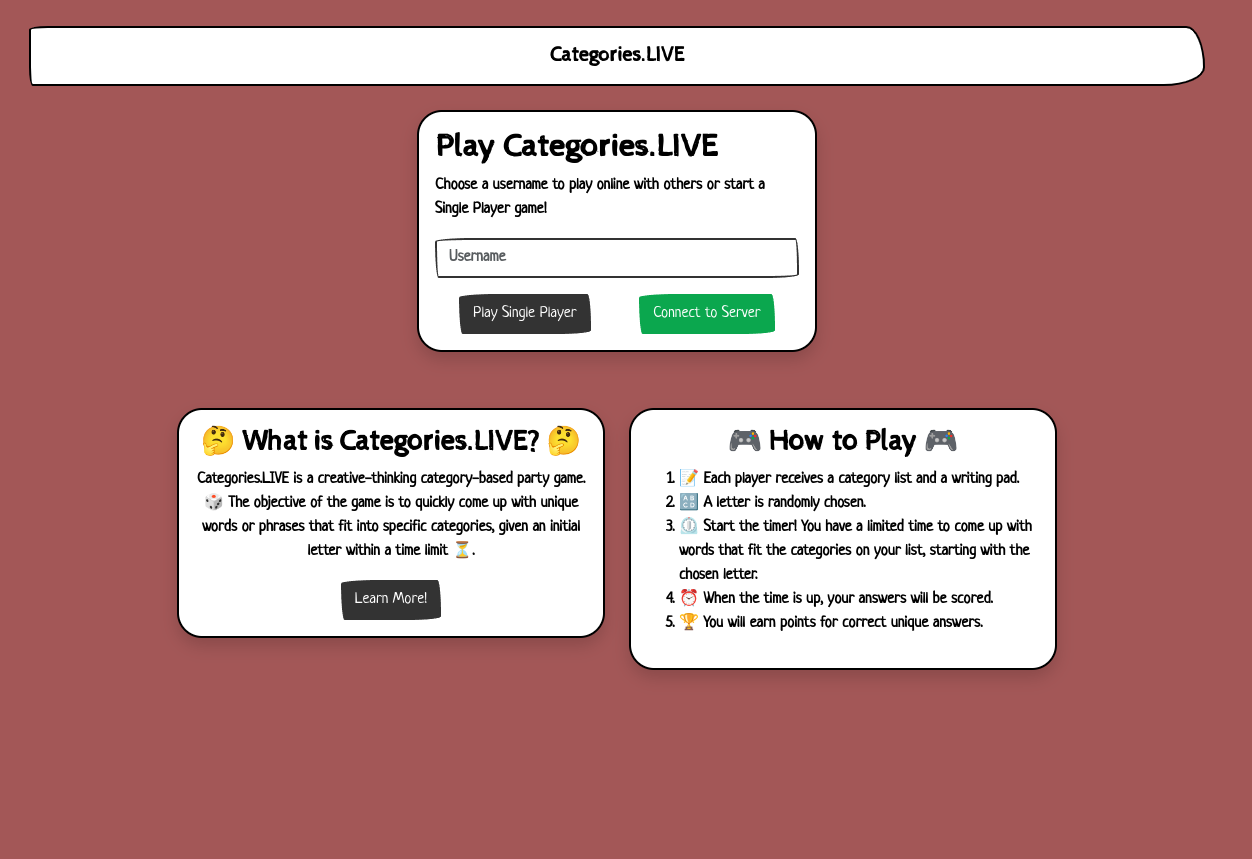 Categories.LIVE
Play Categories.LIVE
Choose a username to play online with others or start a
Single Player game!
Username
Play Single Player
Connect to Server
🤔 What is Categories.LIVE? 🤔
Categories.LIVE is a creative-thinking category-based party game.
🎲 The objective of the game is to quickly come up with unique
words or phrases that fit into specific categories, given an initial
letter within a time limit ⏳.
Learn More!
🎮 How to Play 🎮
1. 📝 Each player receives a category list and a writing pad.
2. 🔠 A letter is randomly chosen.
3. ⏲️ Start the timer! You have a limited time to come up with
words that fit the categories on your list, starting with the
chosen letter.
4. ⏰ When the time is up, your answers will be scored.
5. 🏆 You will earn points for correct unique answers.